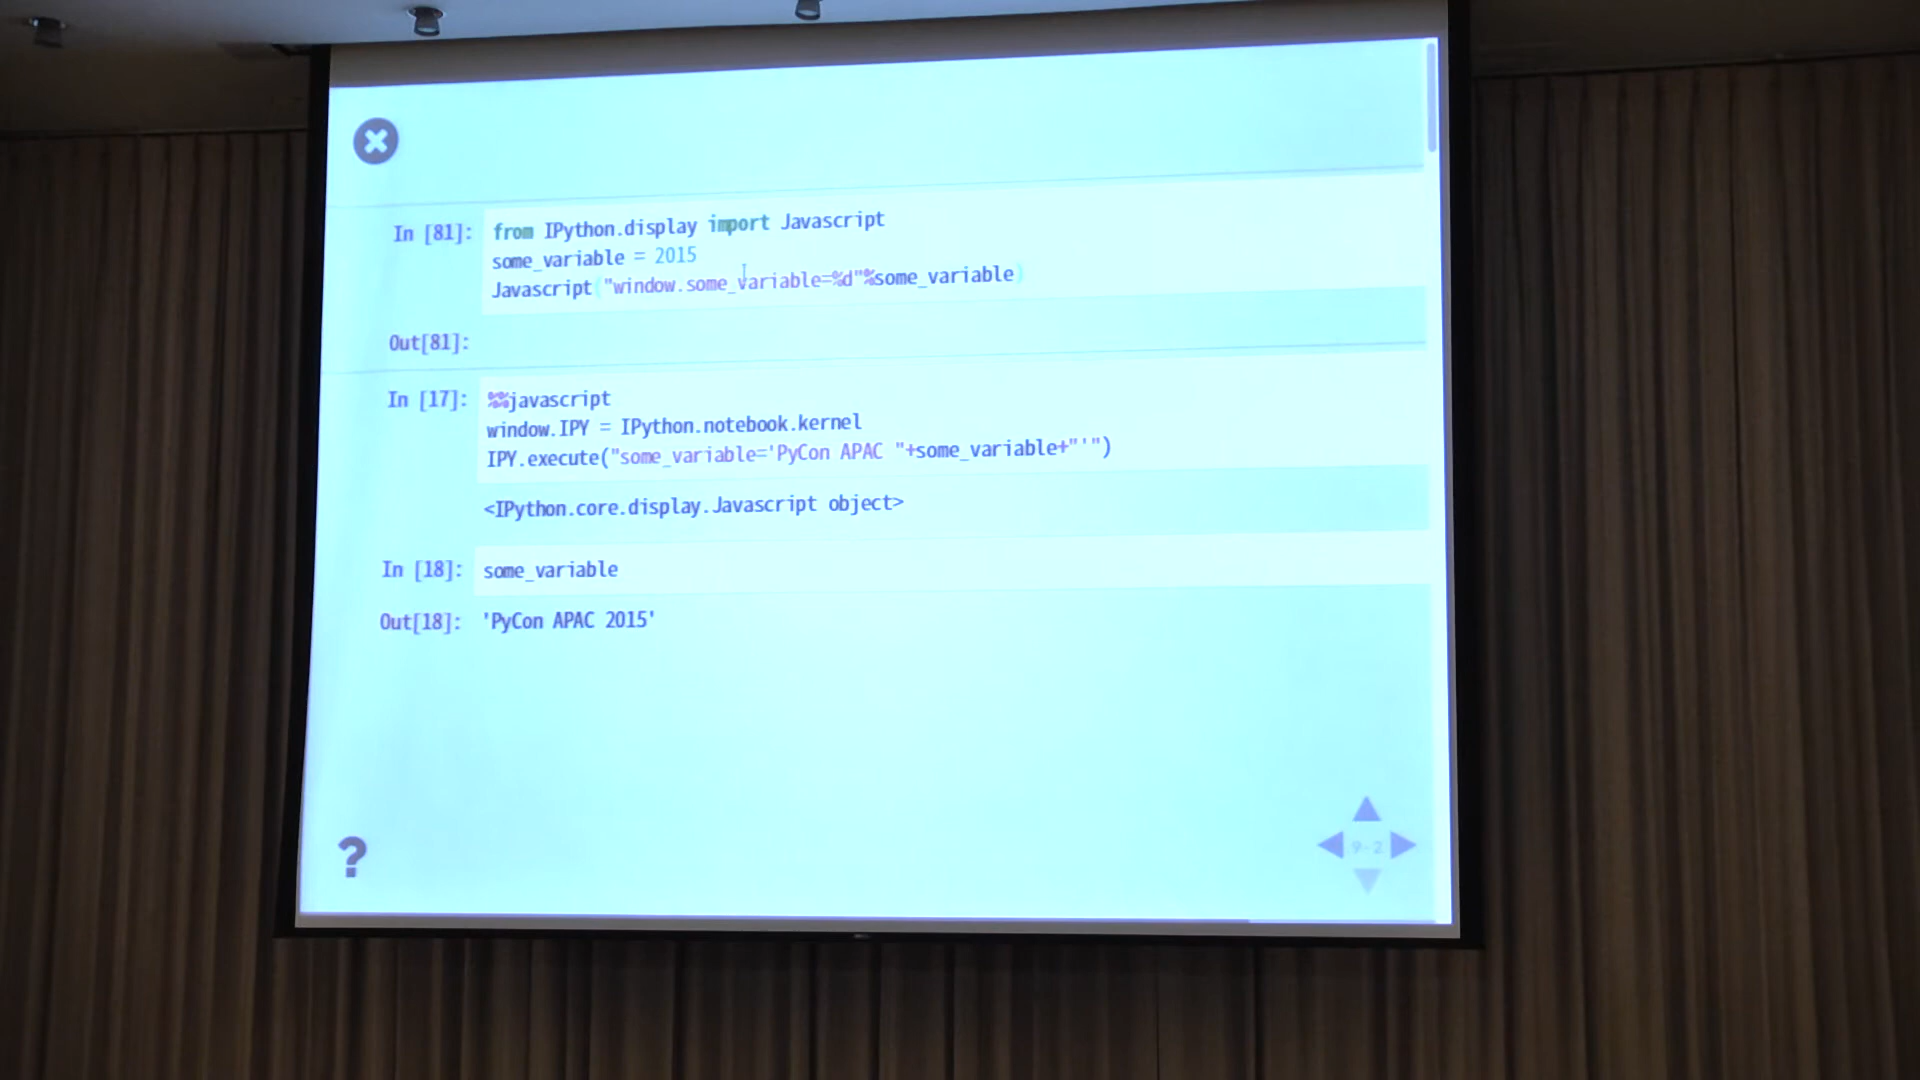 In [81]: from IPython.display import Javascript
some_variable = 2015
Javascript("window.some_variable=%d"%some_variable)
Out[81]:
In [17]: %%javascript
window.IPY = IPython.notebook.kernel
IPY.execute("some_variable='PyCon APAC "+some_variable+"'")
<IPython.core.display.Javascript object>
In [18]: some_variable
Out[18]: 'PyCon APAC 2015'
?
9-2